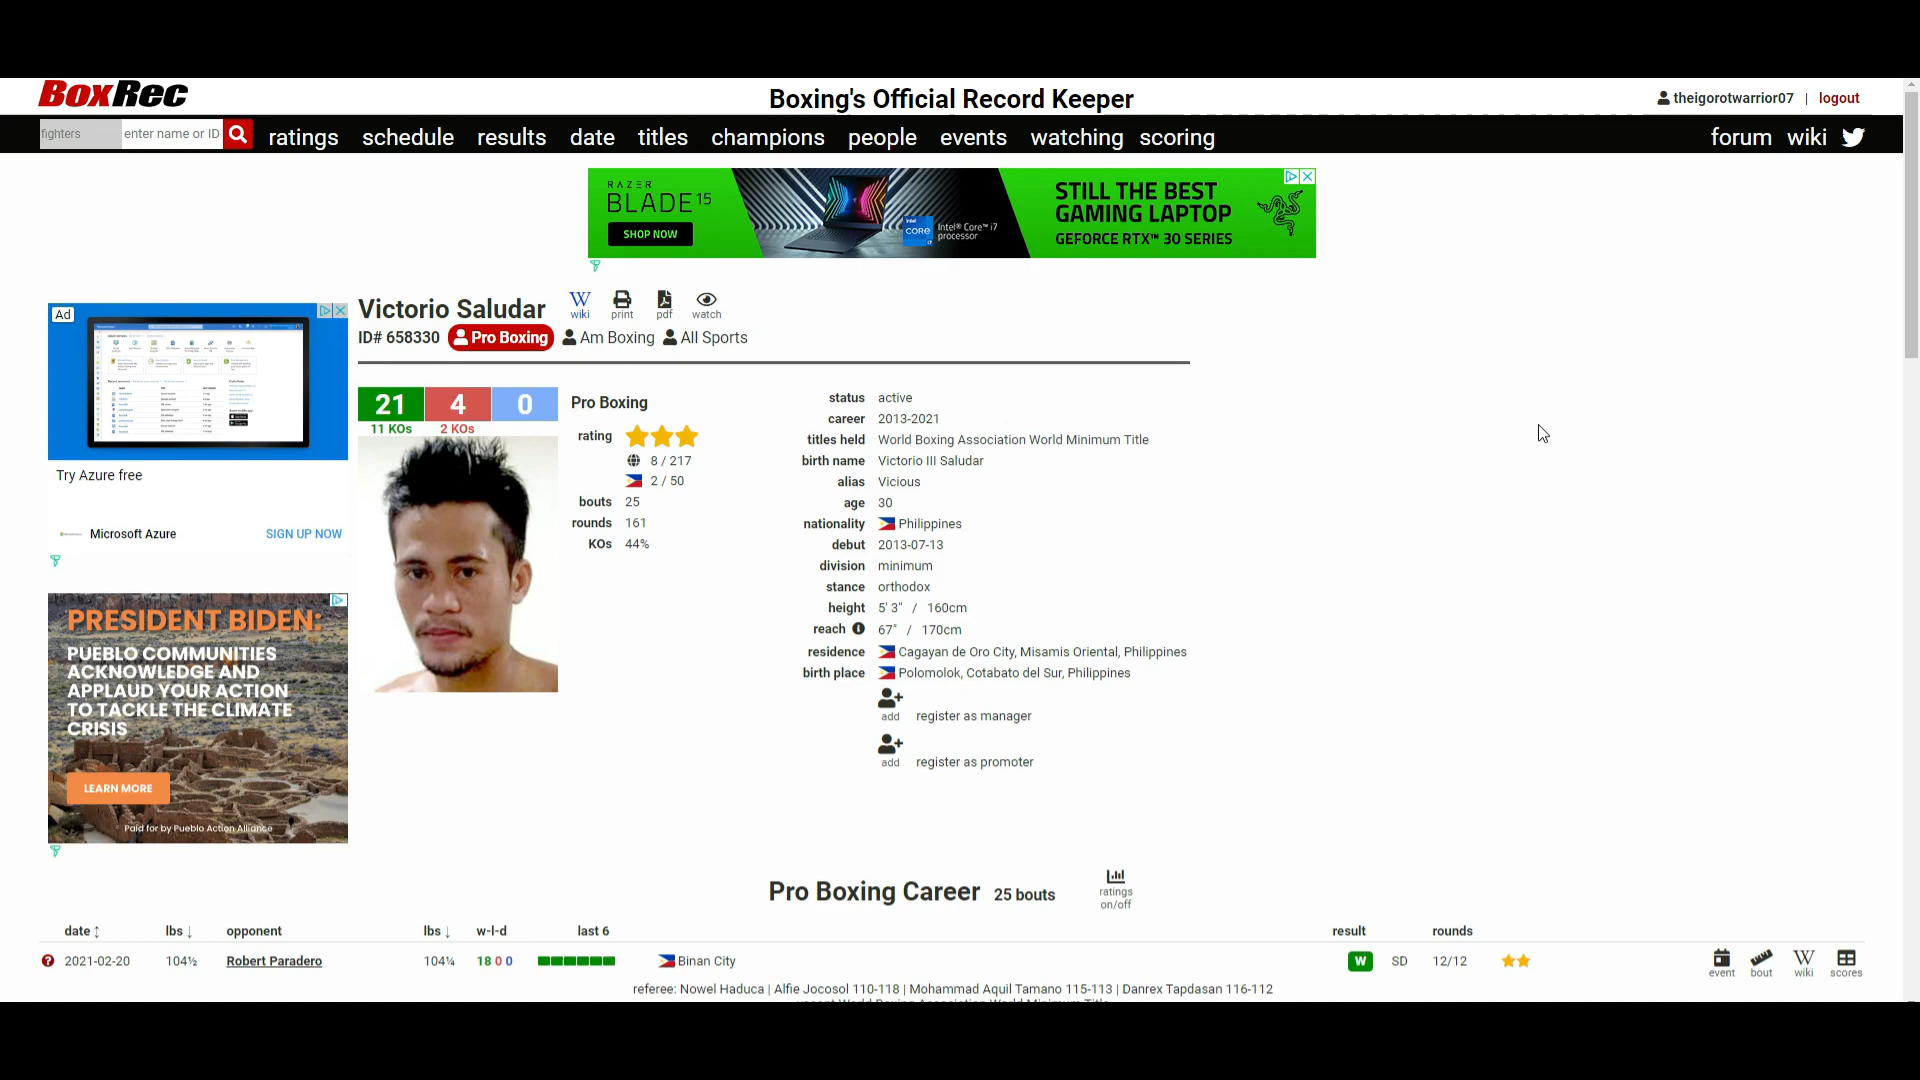 BoxRec
Boxing's Official Record Keeper
theigorotwarrior07 | logout
fighters
enter name or ID
ratings schedule results date titles champions people events watching scoring
forum wiki
RAZER
BLADE 15
SHOP NOW
intel
CORE
i7
Intel® Core™ i7
processor
STILL THE BEST
GAMING LAPTOP
GEFORCE RTX™ 30 SERIES
Ad
Try Azure free
Microsoft Azure
SIGN UP NOW
PRESIDENT BIDEN:
PUEBLO COMMUNITIES
ACKNOWLEDGE AND
APPLAUD YOUR ACTION
TO TACKLE THE CLIMATE
CRISIS
LEARN MORE
Paid for by Pueblo Action Alliance
Victorio Saludar
W
wiki
print
pdf
watch
ID# 658330 Pro Boxing Am Boxing All Sports
21 4 0
11 KOs 2 KOs
Pro Boxing
rating
8 / 217
2 / 50
bouts 25
rounds 161
KOs 44%
status active
career 2013-2021
titles held World Boxing Association World Minimum Title
birth name Victorio III Saludar
alias Vicious
age 30
nationality Philippines
debut 2013-07-13
division minimum
stance orthodox
height 5' 3" / 160cm
reach 67" / 170cm
residence Cagayan de Oro City, Misamis Oriental, Philippines
birth place Polomolok, Cotabato del Sur, Philippines
add register as manager
add register as promoter
Pro Boxing Career 25 bouts
ratings
on/off
date lbs opponent lbs w-l-d last 6 result rounds
2021-02-20 104½ Robert Paradero 104¼ 18 0 0 Binan City W SD 12/12
event bout W wiki scores
referee: Nowel Haduca | Alfie Jocosol 110-118 | Mohammad Aquil Tamano 115-113 | Danrex Tapdasan 116-112